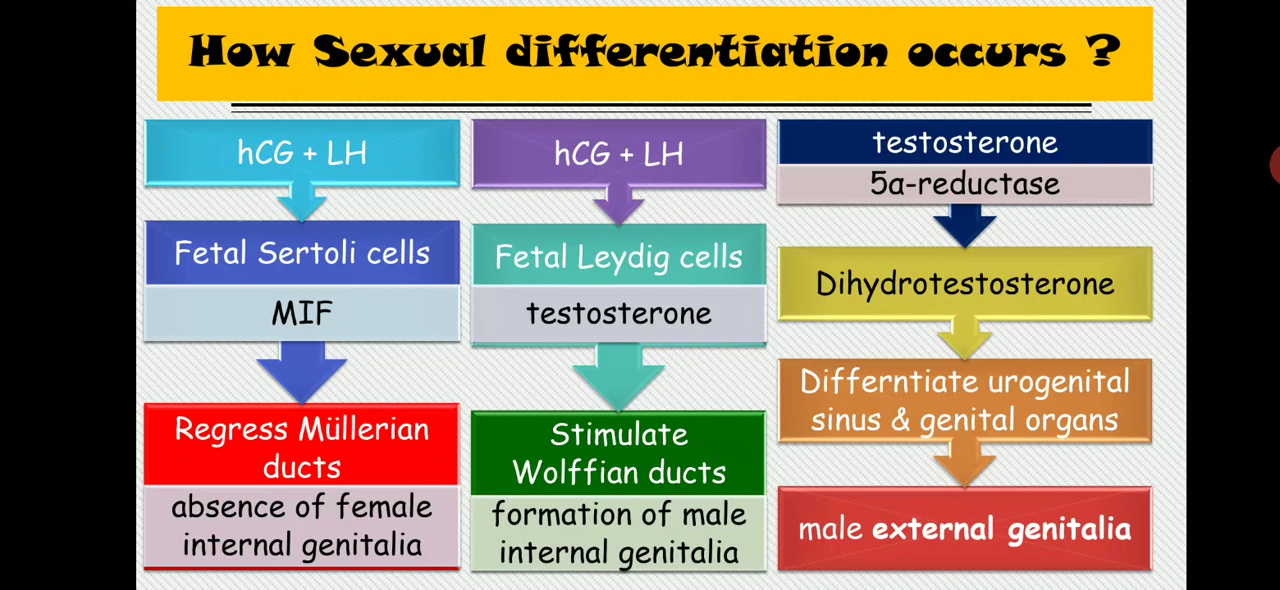 How Sexual differentiation occurs ?
hCG + LH
Fetal Sertoli cells
MIF
Regress Müllerian
ducts
absence of female
internal genitalia
hCG + LH
Fetal Leydig cells
testosterone
Stimulate
Wolffian ducts
formation of male
internal genitalia
testosterone
5α-reductase
Dihydrotestosterone
Differntiate urogenital
sinus & genital organs
male external genitalia